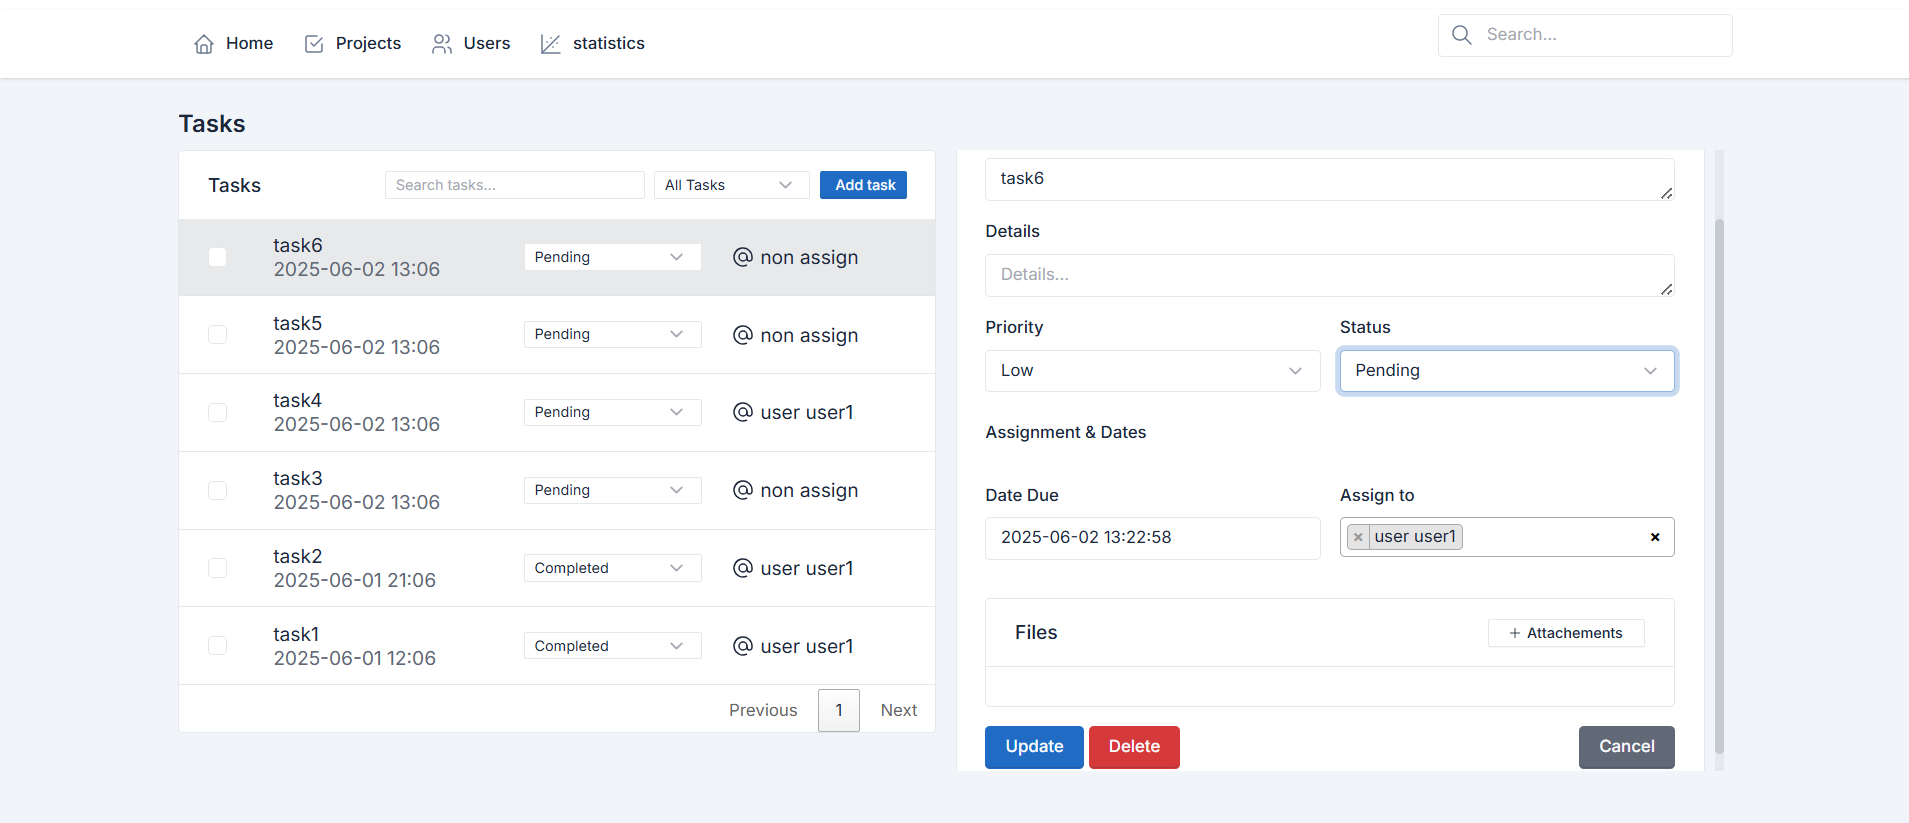 Home Projects Users statistics Search...
Tasks
Tasks Search tasks... All Tasks Add task
task6
2025-06-02 13:06
Pending
@ non assign
task5
2025-06-02 13:06
Pending
@ non assign
task4
2025-06-02 13:06
Pending
@ user user1
task3
2025-06-02 13:06
Pending
@ non assign
task2
2025-06-01 21:06
Completed
@ user user1
task1
2025-06-01 12:06
Completed
@ user user1
Previous 1 Next
task6
Details
Details...
Priority Status
Low Pending
Assignment & Dates
Date Due Assign to
2025-06-02 13:22:58 × user user1 ×
Files + Attachements
Update Delete Cancel